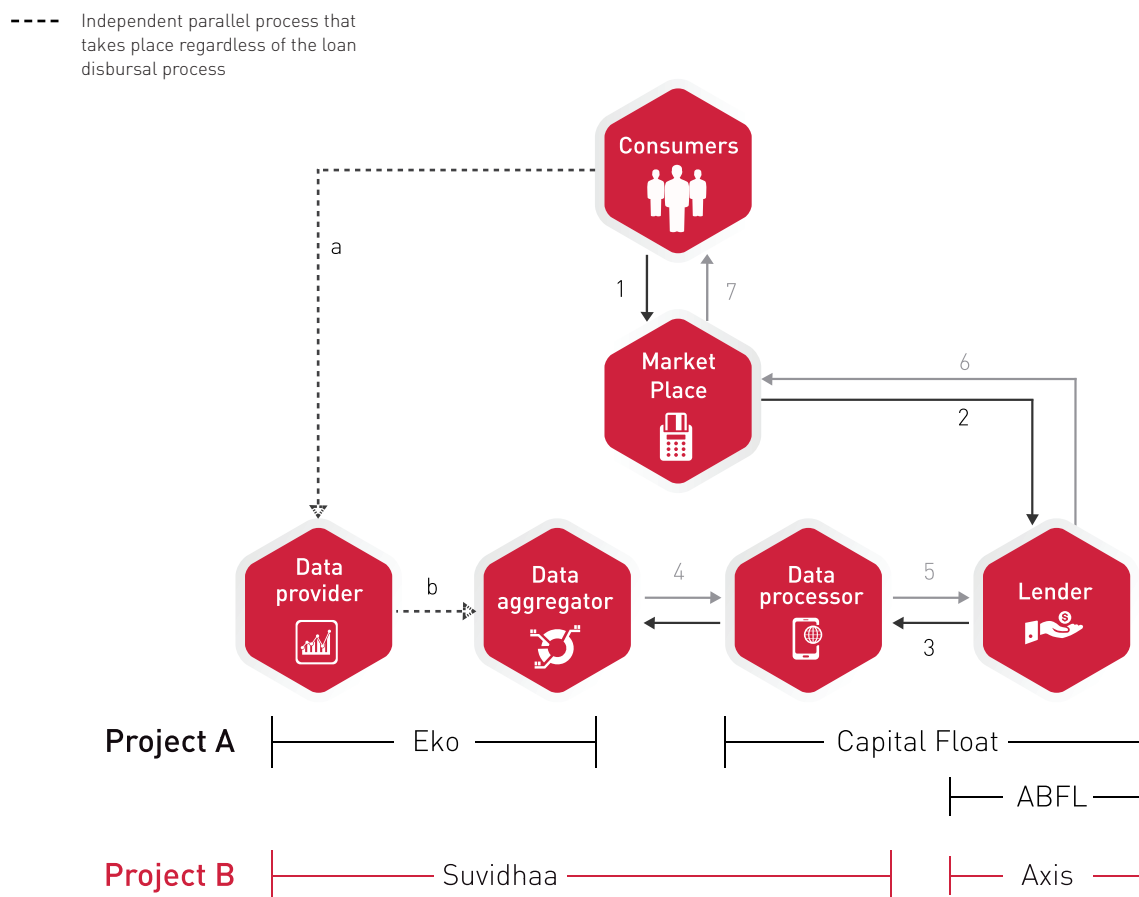 Independent parallel process that
takes place regardless of the loan
disbursal process
Consumers
a
1
7
Market
Place
6
2
Data
provider
b
Data
aggregator
4
Data
processor
5
3
Lender
Project A
Eko
Capital Float
ABFL
Project B
Suvidhaa
Axis